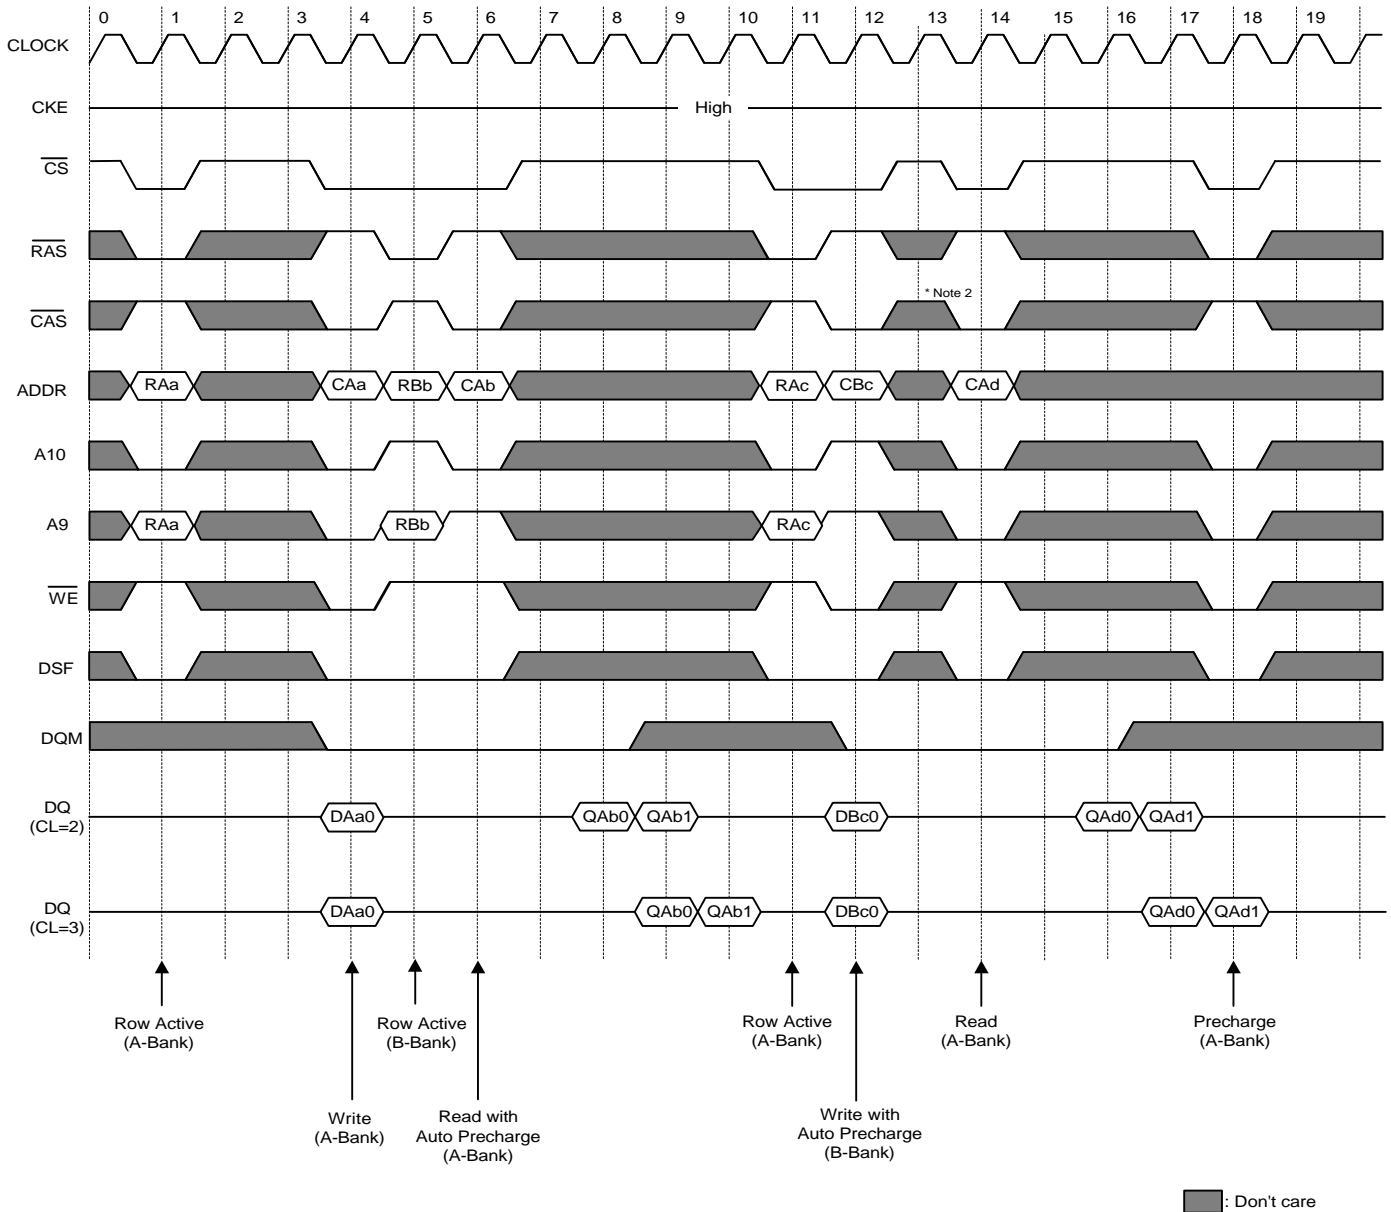 0 1 2 3 4 5 6 7 8 9 10 11 12 13 14 15 16 17 18 19
CLOCK
CKE High
CS
RAS
* Note 2
CAS
ADDR RAa CAa RBb CAb RAc CBc CAd
A10
A9 RAa RBb RAc
WE
DSF
DQM
DQ
(CL=2) DAa0 QAb0 QAb1 DBc0 QAd0 QAd1
DQ
(CL=3) DAa0 QAb0 QAb1 DBc0 QAd0 QAd1
Row Active
(A-Bank)
Row Active
(B-Bank)
Row Active
(A-Bank)
Read
(A-Bank)
Precharge
(A-Bank)
Write
(A-Bank)
Read with
Auto Precharge
(A-Bank)
Write with
Auto Precharge
(B-Bank)
: Don't care